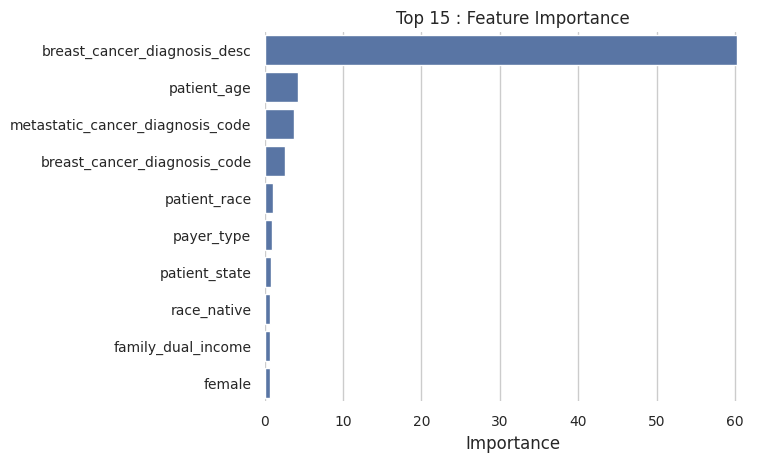 Top 15 : Feature Importance
breast_cancer_diagnosis_desc
patient_age
metastatic_cancer_diagnosis_code
breast_cancer_diagnosis_code
patient_race
payer_type
patient_state
race_native
family_dual_income
female
0 10 20 30 40 50 60
Importance